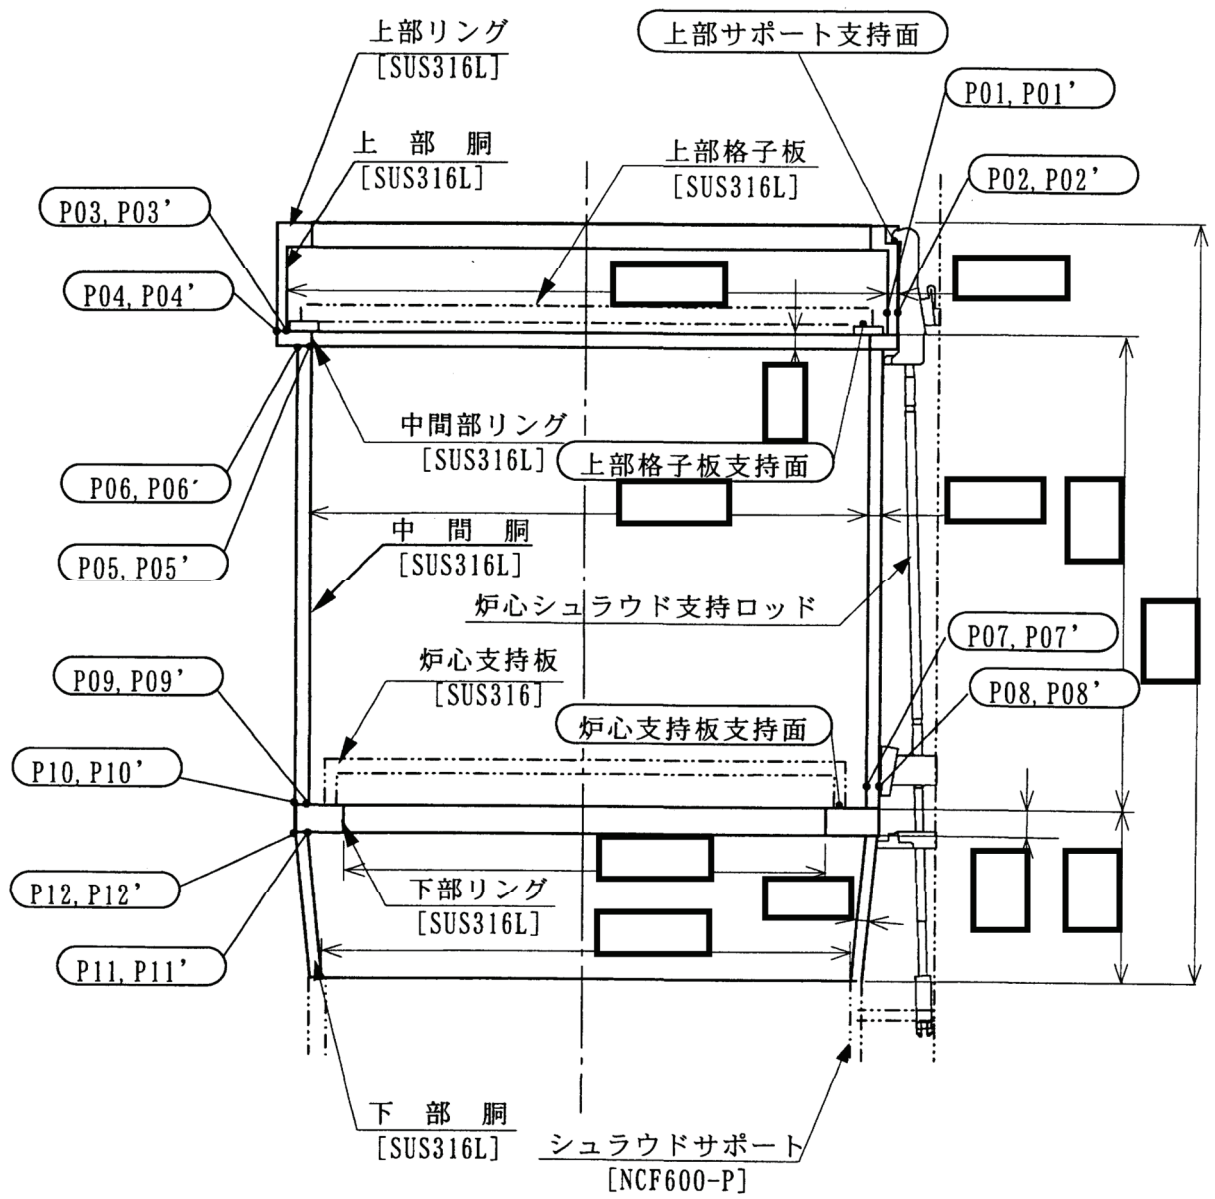 上部リング
[SUS316L]
上部サポート支持面
P01,P01’
上 部 胴
[SUS316L]
上部格子板
[SUS316L]
P02,P02’
P03,P03’
P04,P04’
中間部リング
[SUS316L]
上部格子板支持面
P06,P06’
中 間 胴
[SUS316L]
P05,P05’
炉心シュラウド支持ロッド
P07,P07’
炉心支持板
[SUS316]
P09,P09’
P08,P08’
炉心支持板支持面
P10,P10’
下部リング
[SUS316L]
P12,P12’
P11,P11’
下 部 胴
[SUS316L]
シュラウドサポート
[NCF600-P]